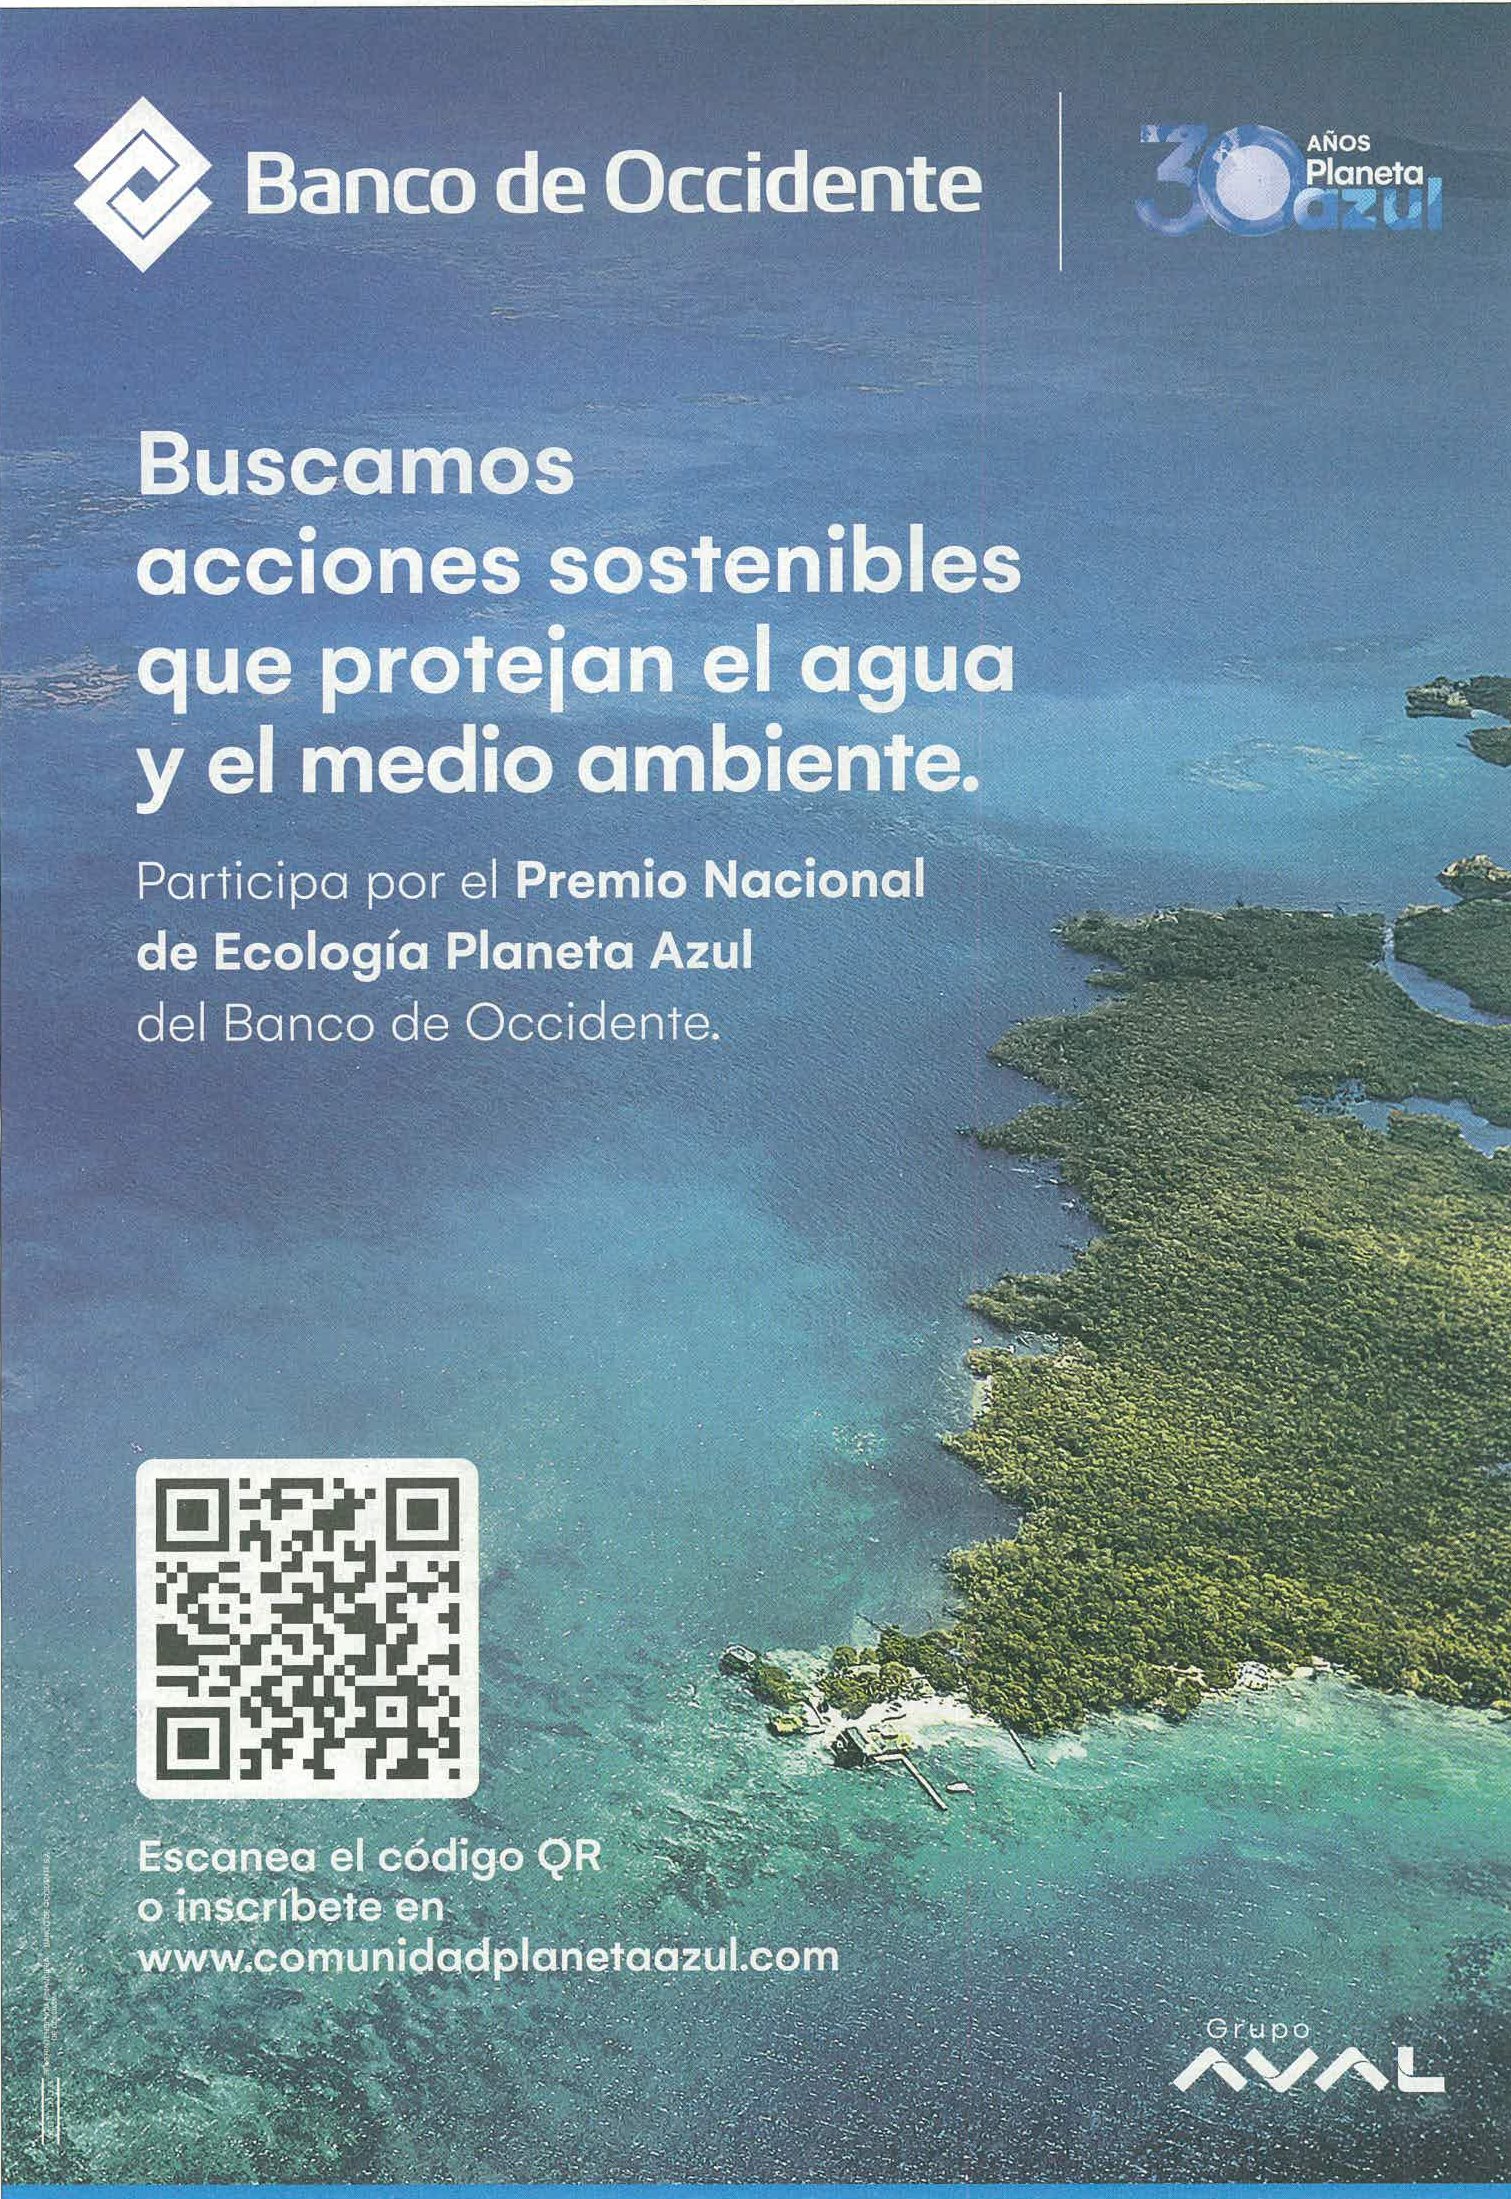 Banco de Occidente
30 AÑOS
Planeta
azul
Buscamos
acciones sostenibles
que protejan el agua
y el medio ambiente.
Participa por el Premio Nacional
de Ecología Planeta Azul
del Banco de Occidente.
Escanea el código QR
o inscríbete en
www.comunidadplanetaazul.com
Grupo
AVAL